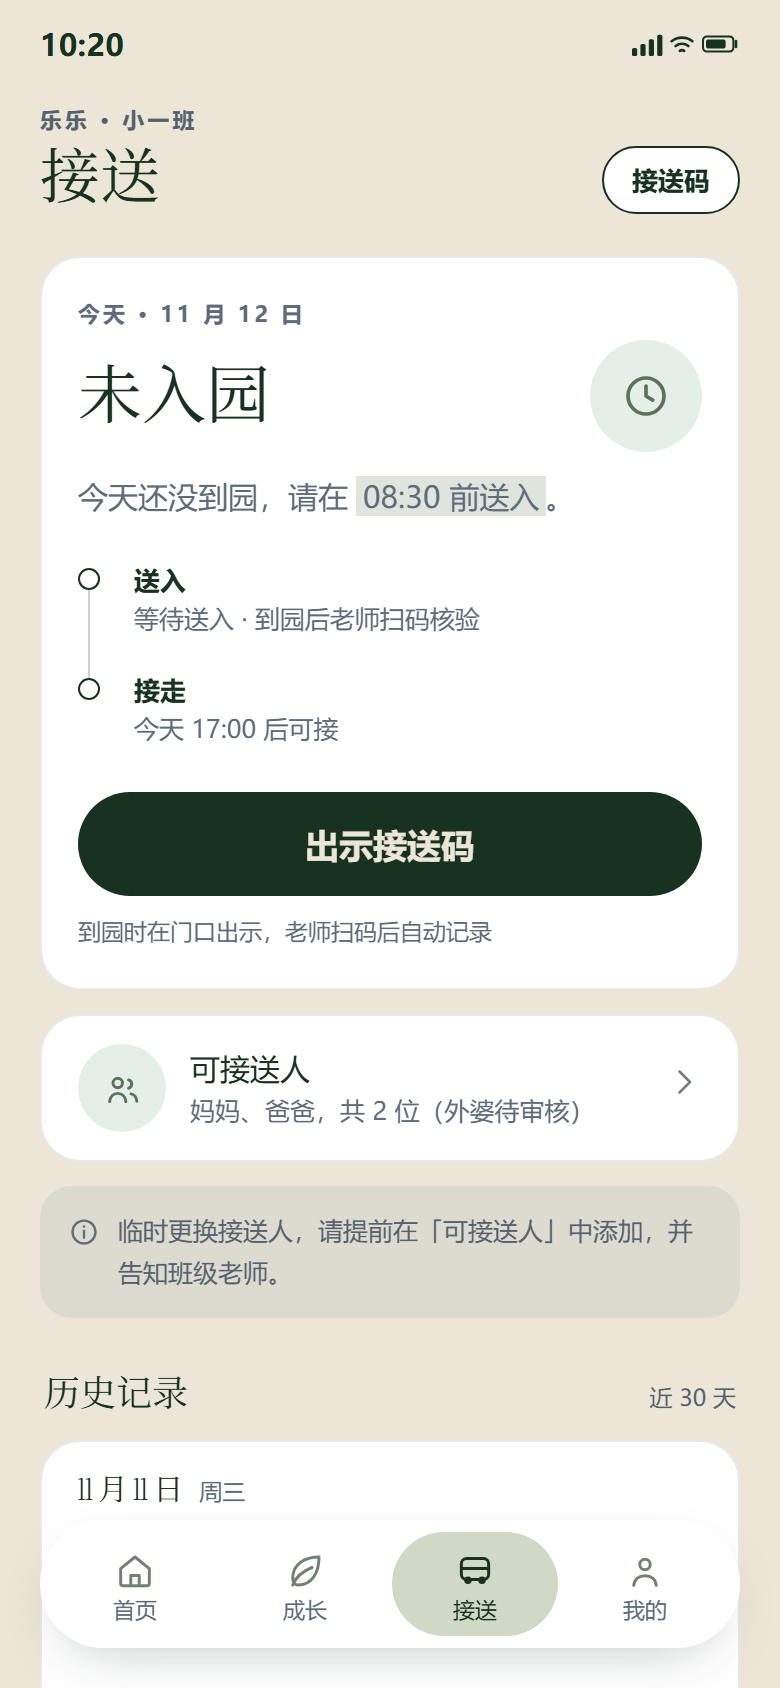 10:20
乐乐 • 小一班
接送
接送码
今天 • 11 月 12 日
未入园
今天还没到园，请在 08:30 前送入。
送入
等待送入 · 到园后老师扫码核验
接走
今天 17:00 后可接
出示接送码
到园时在门口出示，老师扫码后自动记录
可接送人
妈妈、爸爸，共 2 位（外婆待审核）
临时更换接送人，请提前在「可接送人」中添加，并
告知班级老师。
历史记录
近 30 天
11月11日 周三
首页
成长
接送
我的